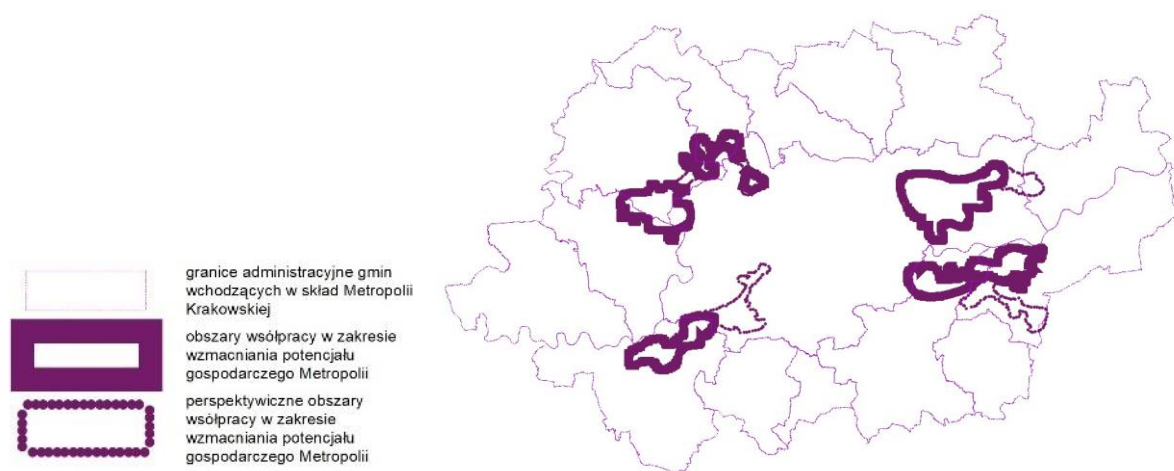 granice administracyjne gmin
wchodzących w skład Metropolii
Krakowskiej
obszary wsółpracy w zakresie
wzmacniania potencjału
gospodarczego Metropolii
perspektywiczne obszary
wsółpracy w zakresie
wzmacniania potencjału
gospodarczego Metropolii